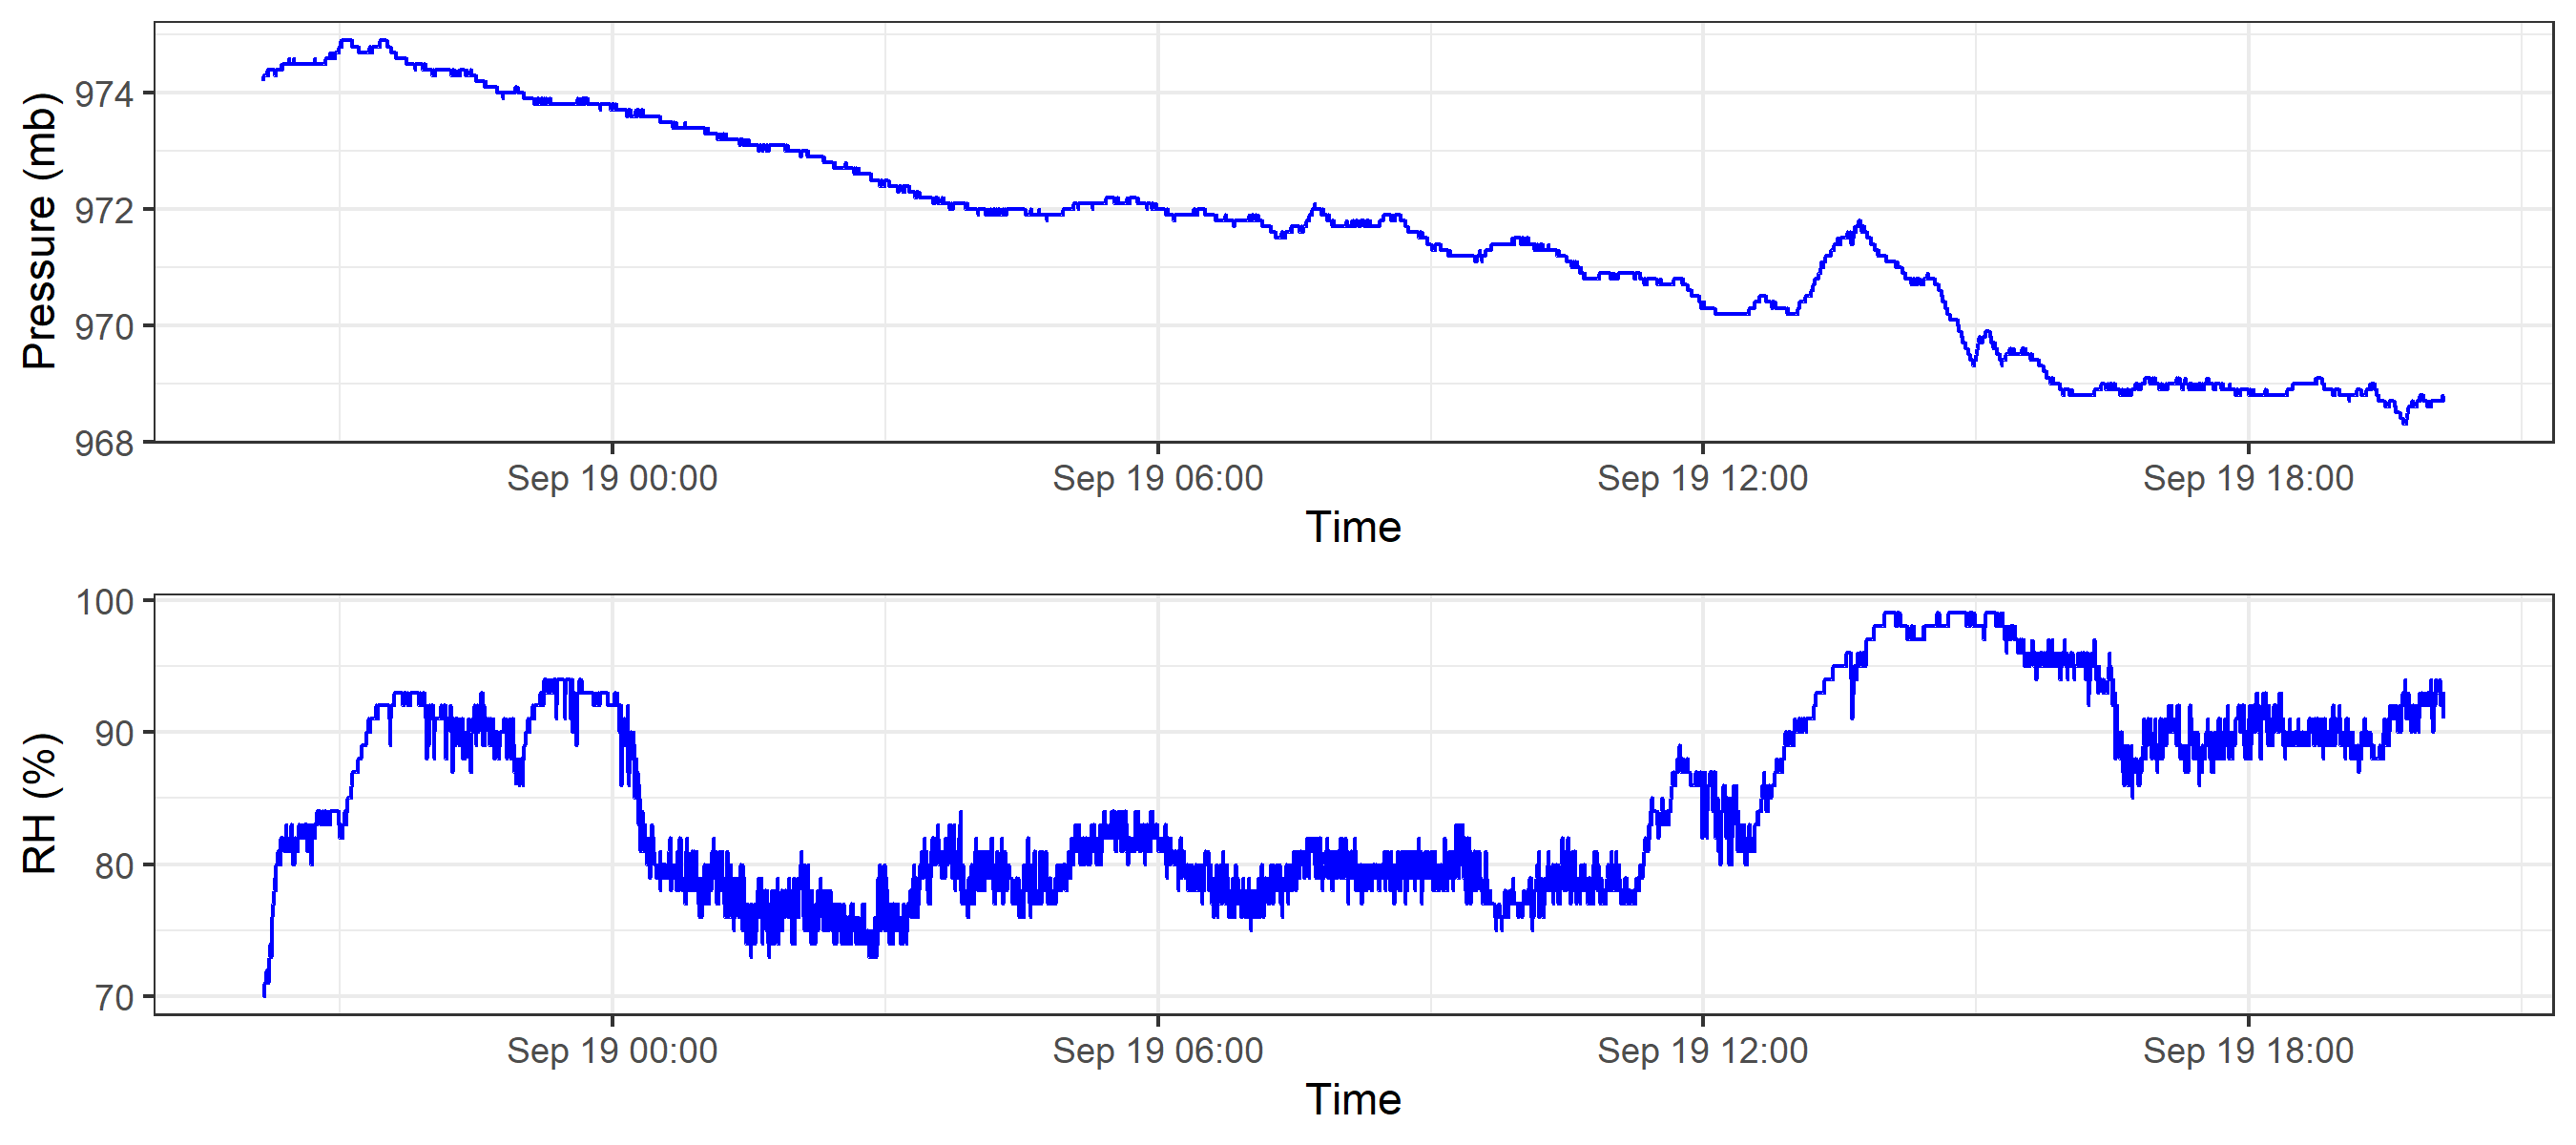 Pressure (mb)
974
972
970
968
Sep 19 00:00
Sep 19 06:00
Sep 19 12:00
Sep 19 18:00
Time
RH (%)
100
90
80
70
Sep 19 00:00
Sep 19 06:00
Sep 19 12:00
Sep 19 18:00
Time